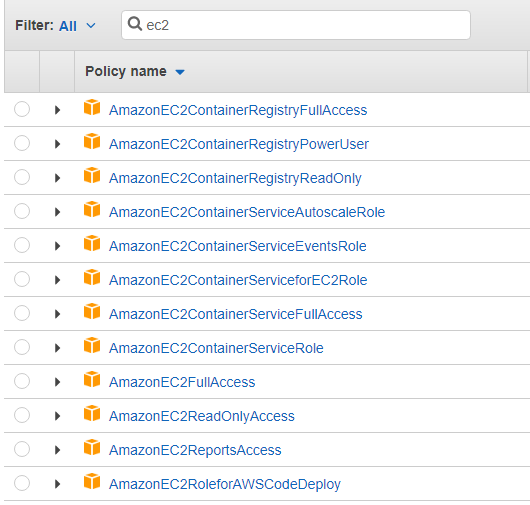 Filter: All ec2
Policy name
AmazonEC2ContainerRegistryFullAccess
AmazonEC2ContainerRegistryPowerUser
AmazonEC2ContainerRegistryReadOnly
AmazonEC2ContainerServiceAutoscaleRole
AmazonEC2ContainerServiceEventsRole
AmazonEC2ContainerServiceforEC2Role
AmazonEC2ContainerServiceFullAccess
AmazonEC2ContainerServiceRole
AmazonEC2FullAccess
AmazonEC2ReadOnlyAccess
AmazonEC2ReportsAccess
AmazonEC2RoleforAWSCodeDeploy